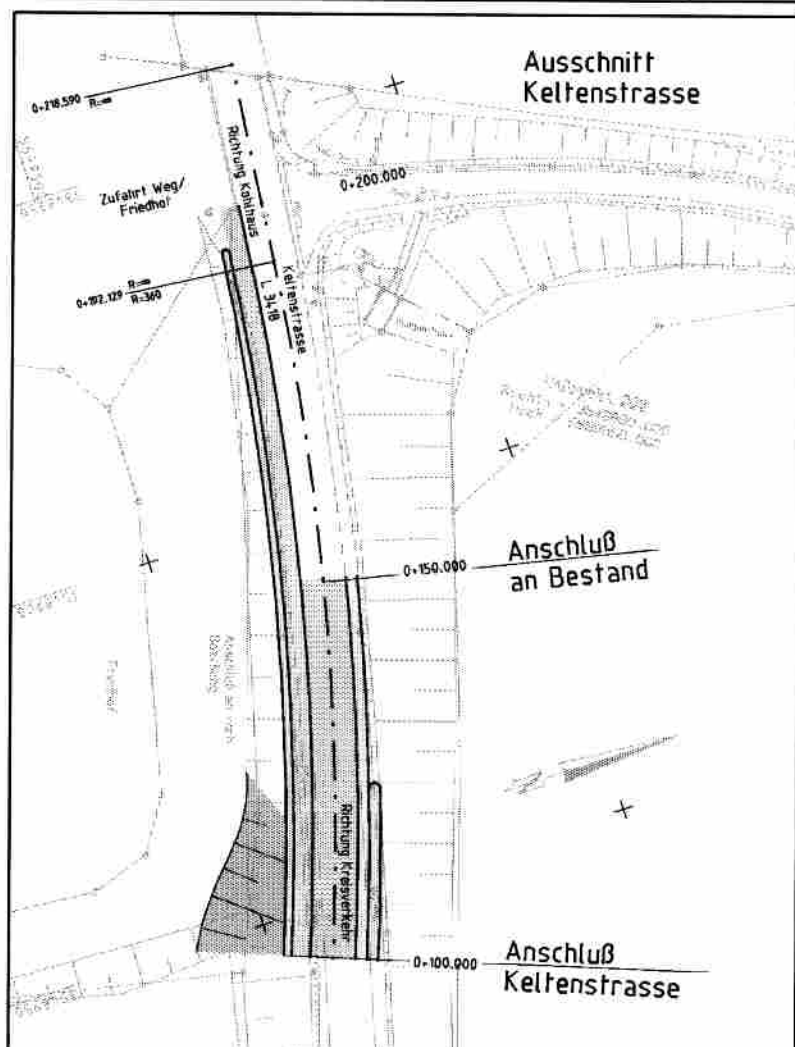 Ausschnitt
Keltenstrasse
0+218.590
R=∞
Zufahrt Weg/
Friedhof
Richtung Kohlhaus
0+200.000
Keltenstrasse
L 3418
0+192.129
R=∞
R=360
Anschluß
an Bestand
0+150.000
Richtung Kreisverkehr
Anschluß
Keltenstrasse
0+100.000